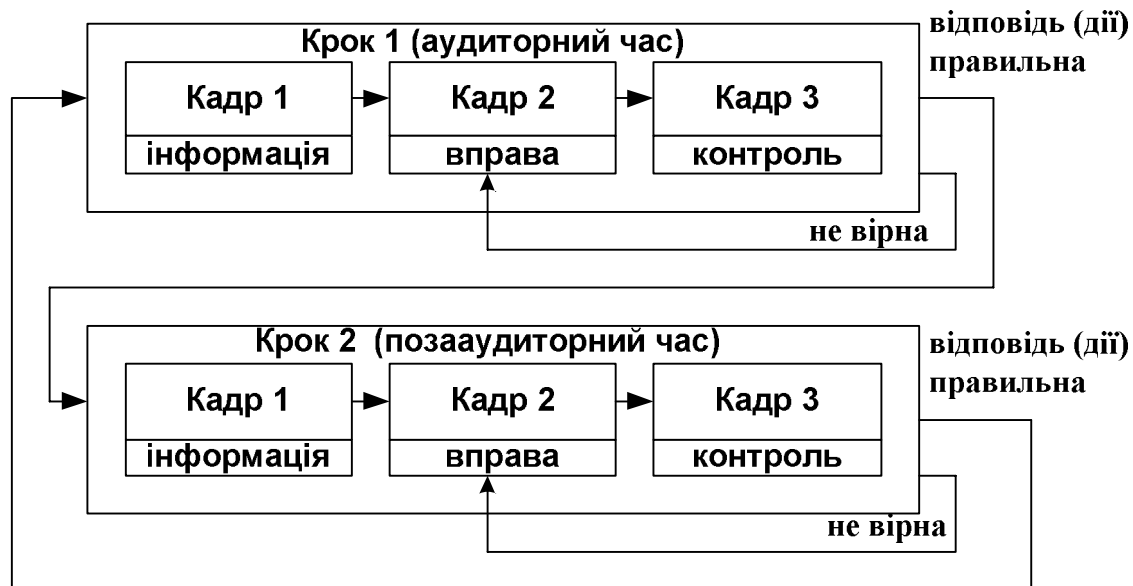 Крок 1 (аудиторний час)
відповідь (дії)
правильна
Кадр 1
Кадр 2
Кадр 3
інформація
вправа
контроль
не вірна
Крок 2 (позааудиторний час)
відповідь (дії)
правильна
Кадр 1
Кадр 2
Кадр 3
інформація
вправа
контроль
не вірна